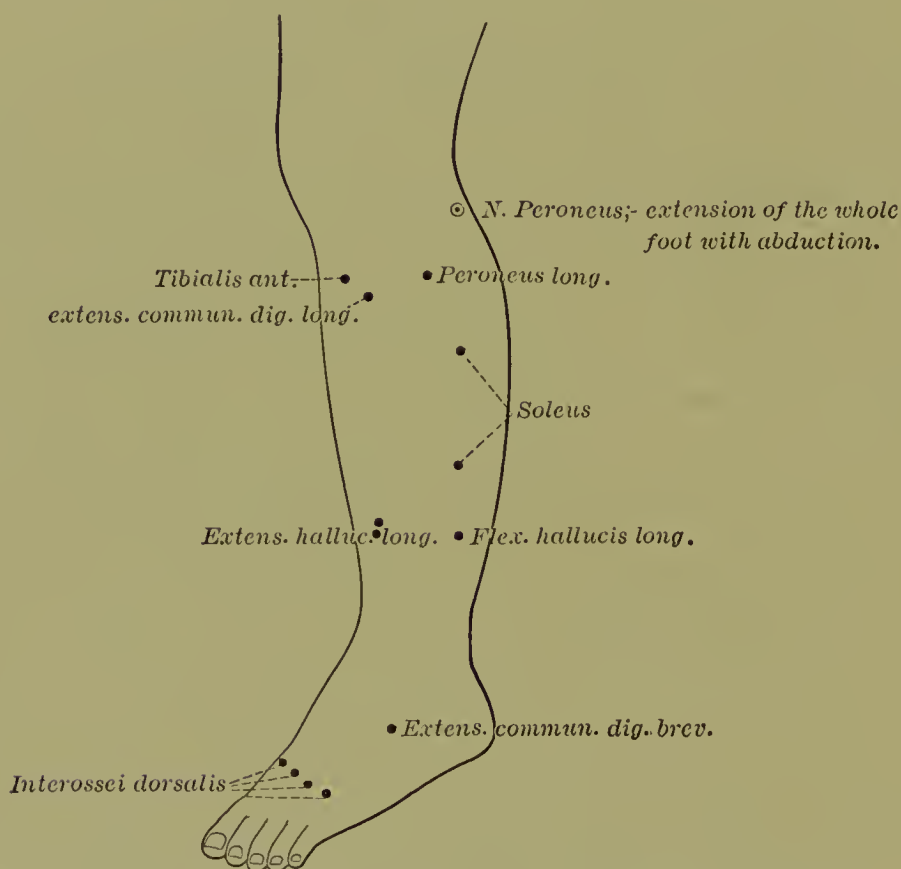 N. Peroneus;- extension of the whole
foot with abduction.
Tibialis ant.
Peroneus long.
extens. commun. dig. long.
Soleus
Extens. halluc. long.
Flex. hallucis long.
Extens. commun. dig. brev.
Interossei dorsalis